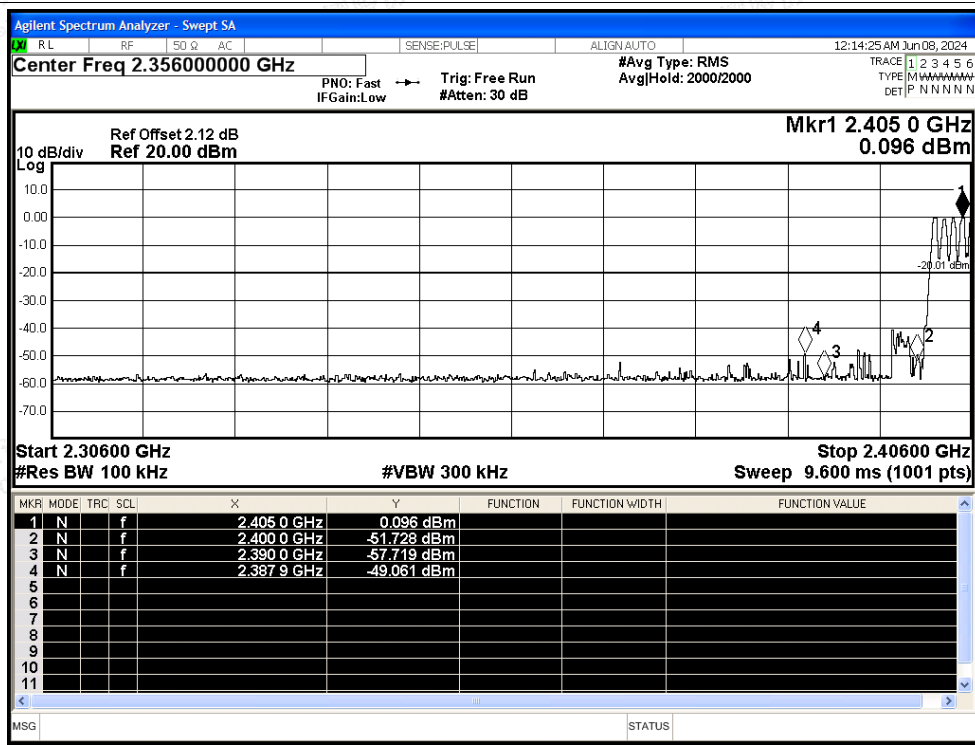 Agilent Spectrum Analyzer - Swept SA
LXI RL RF 50 Ω AC SENSE:PULSE ALIGN AUTO 12:14:25 AM Jun 08, 2024
Center Freq 2.356000000 GHz
PNO: Fast
IFGain:Low
Trig: Free Run
#Atten: 30 dB
#Avg Type: RMS
Avg|Hold: 2000/2000
TRACE 1 2 3 4 5 6
TYPE M
DET P N N N N N
Ref Offset 2.12 dB
Ref 20.00 dBm
10 dB/div
Log
Mkr1 2.405 0 GHz
0.096 dBm
10.0
0.00
-10.0
-20.0
-30.0
-40.0
-50.0
-60.0
-70.0
1
-20.01 dBm
4
2
3
Start 2.30600 GHz Stop 2.40600 GHz
#Res BW 100 kHz #VBW 300 kHz Sweep 9.600 ms (1001 pts)
MKR MODE TRC SCL X Y FUNCTION FUNCTION WIDTH FUNCTION VALUE
1 N f 2.405 0 GHz 0.096 dBm
2 N f 2.400 0 GHz -51.728 dBm
3 N f 2.390 0 GHz -57.719 dBm
4 N f 2.387 9 GHz -49.061 dBm
5
6
7
8
9
10
11
MSG STATUS